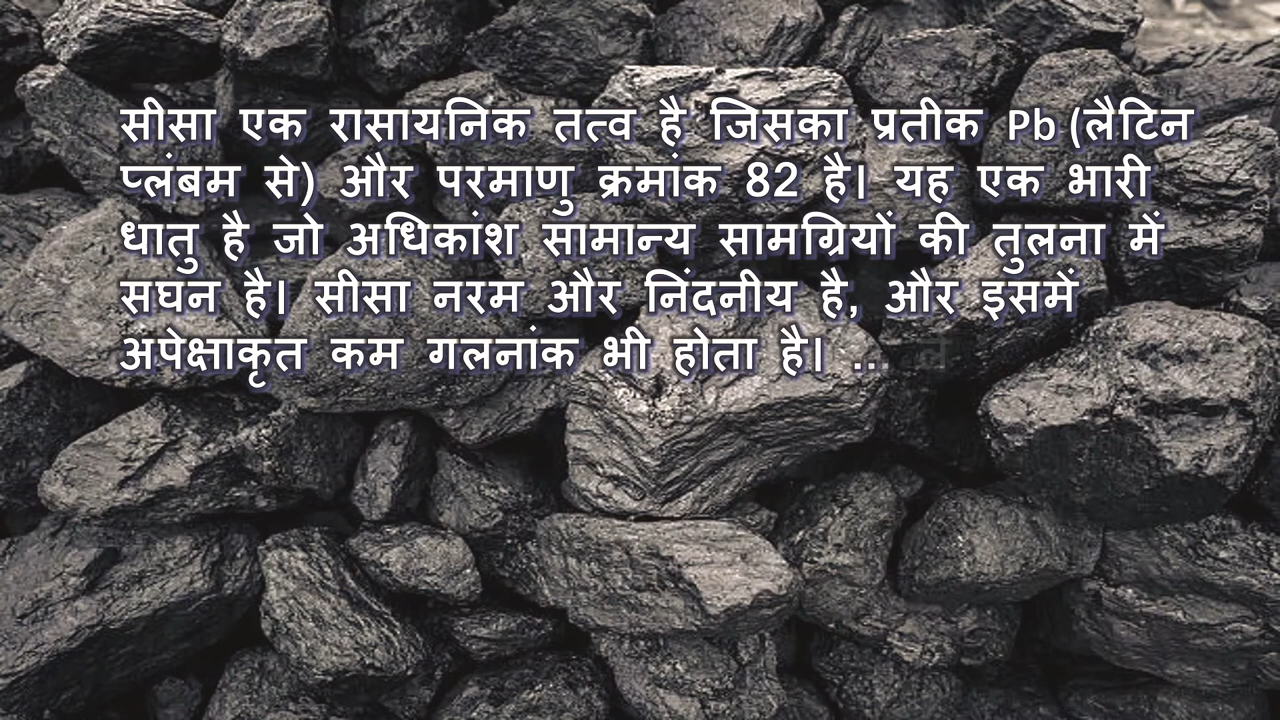 सीसा एक रासायनिक तत्व है जिसका प्रतीक Pb (लैटिन
प्लंबम से) और परमाणु क्रमांक 82 है। यह एक भारी
धातु है जो अधिकांश सामान्य सामग्रियों की तुलना में
सघन है। सीसा नरम और निंदनीय है, और इसमें
अपेक्षाकृत कम गलनांक भी होता है। ...